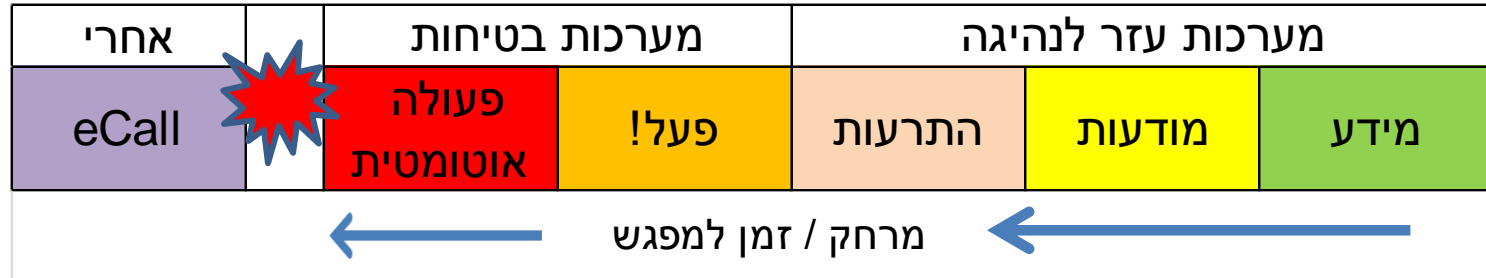 מערכות עזר לנהיגה
מערכות בטיחות
אחרי
מידע
מודעות
התרעות
פעל!
פעולה
אוטומטית
eCall
מרחק / זמן למפגש